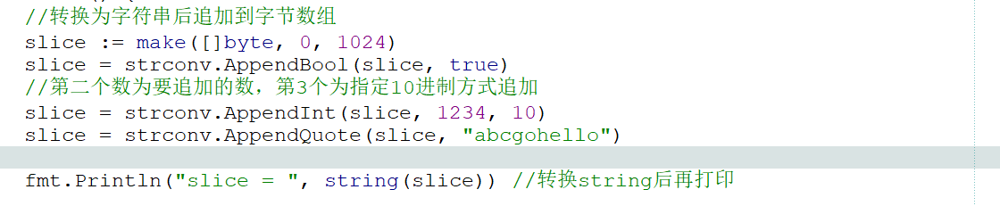 //转换为字符串后追加到字节数组
slice := make([]byte, 0, 1024)
slice = strconv.AppendBool(slice, true)
//第二个数为要追加的数，第3个为指定10进制方式追加
slice = strconv.AppendInt(slice, 1234, 10)
slice = strconv.AppendQuote(slice, "abcgohello")
fmt.Println("slice = ", string(slice)) //转换string后再打印